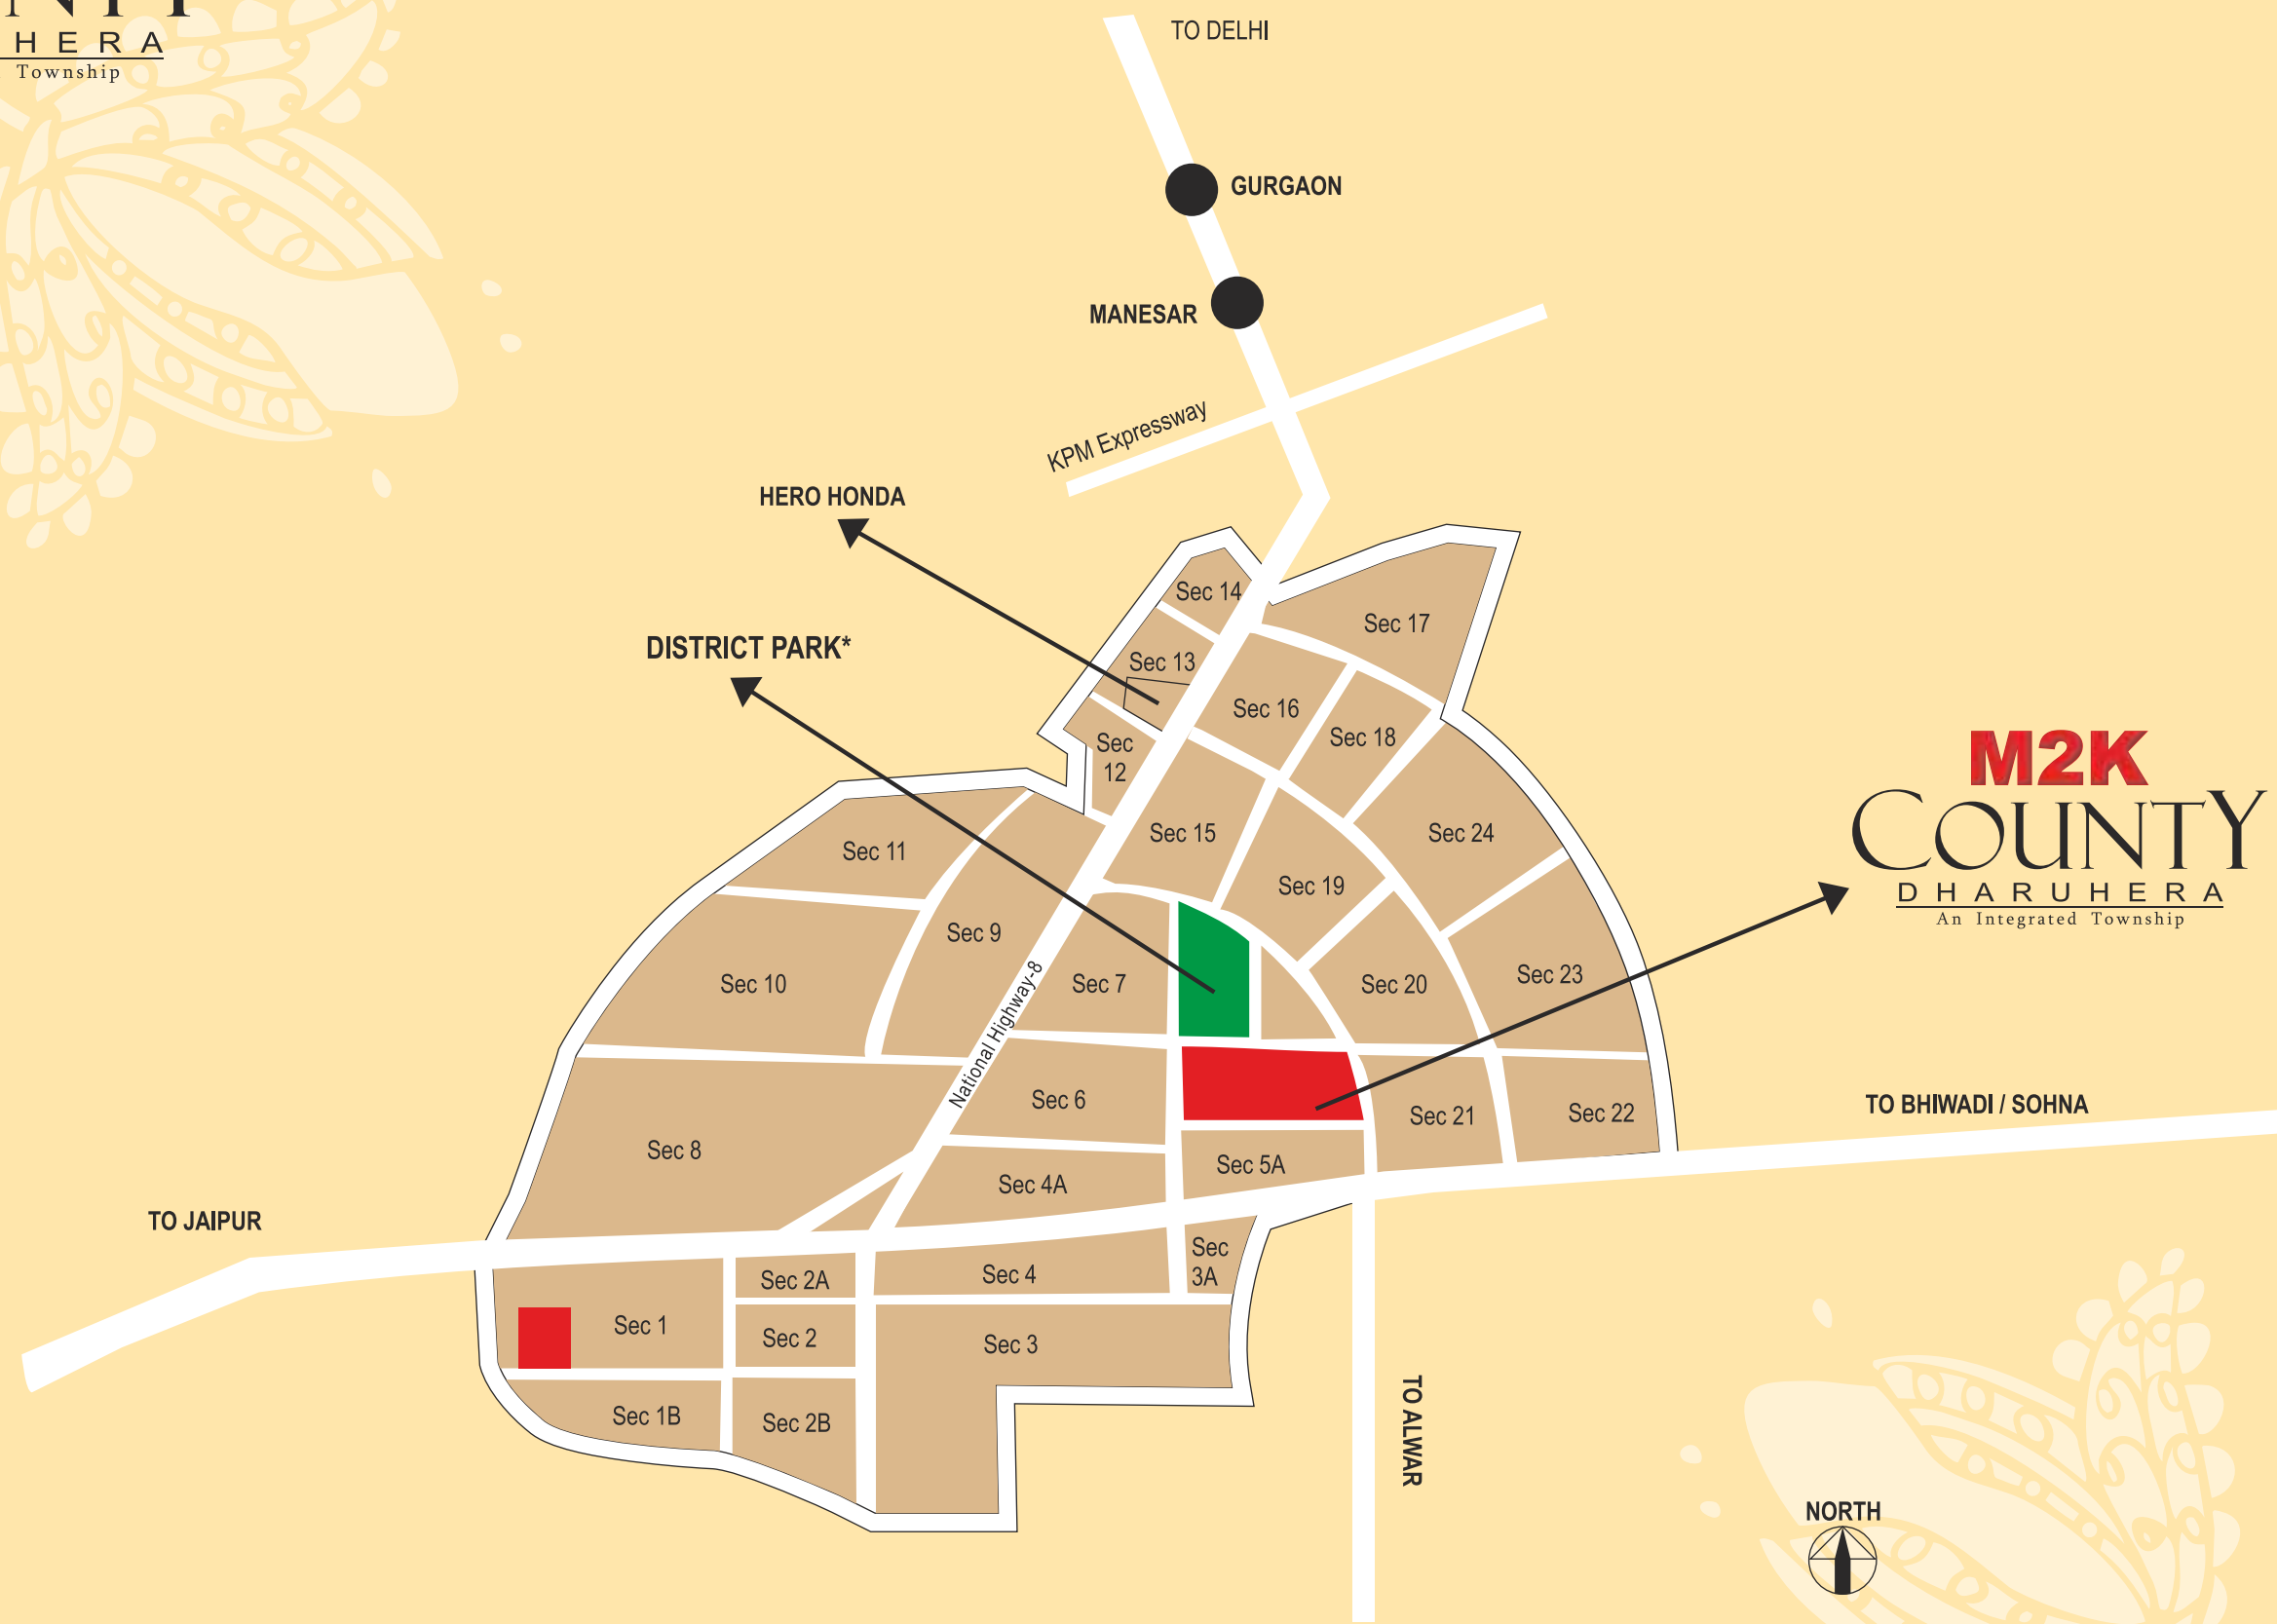 HERA
Township
TO DELHI
GURGAON
MANESAR
KPM Expressway
HERO HONDA
DISTRICT PARK*
Sec 14
Sec 17
Sec 13
Sec 16
Sec 18
Sec
12
M2K
COUNTY
DHARUHERA
An Integrated Township
Sec 15
Sec 24
Sec 11
Sec 19
Sec 9
Sec 10
Sec 7
Sec 20
Sec 23
National Highway-8
Sec 6
Sec 21
Sec 22
TO BHIWADI / SOHNA
Sec 8
Sec 5A
Sec 4A
TO JAIPUR
Sec
3A
Sec 2A
Sec 4
Sec 1
Sec 2
Sec 3
Sec 1B
Sec 2B
TO ALWAR
NORTH